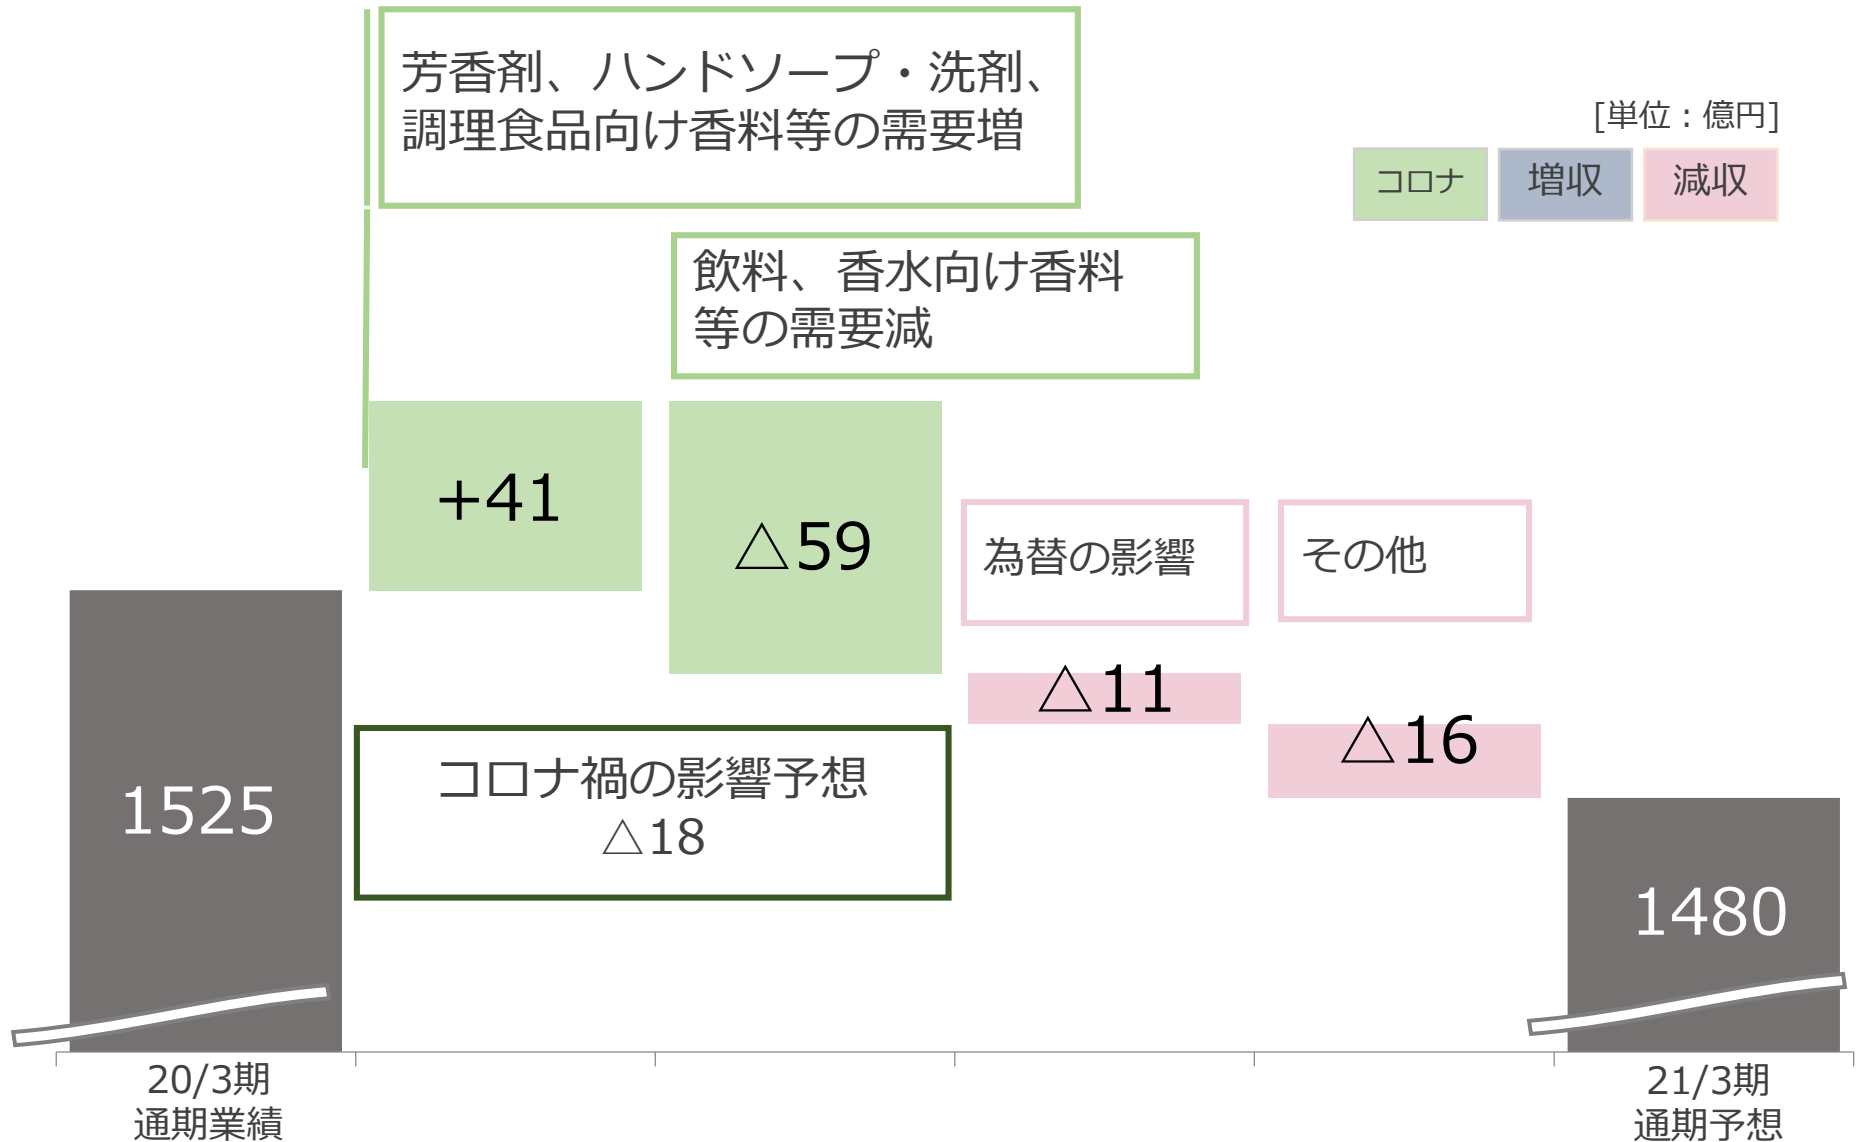 芳香剤、ハンドソープ・洗剤、
調理食品向け香料等の需要増
[単位：億円]
コロナ
増収
減収
飲料、香水向け香料
等の需要減
+41
△59
為替の影響
その他
△11
△16
コロナ禍の影響予想
△18
1525
1480
20/3期
通期業績
21/3期
通期予想